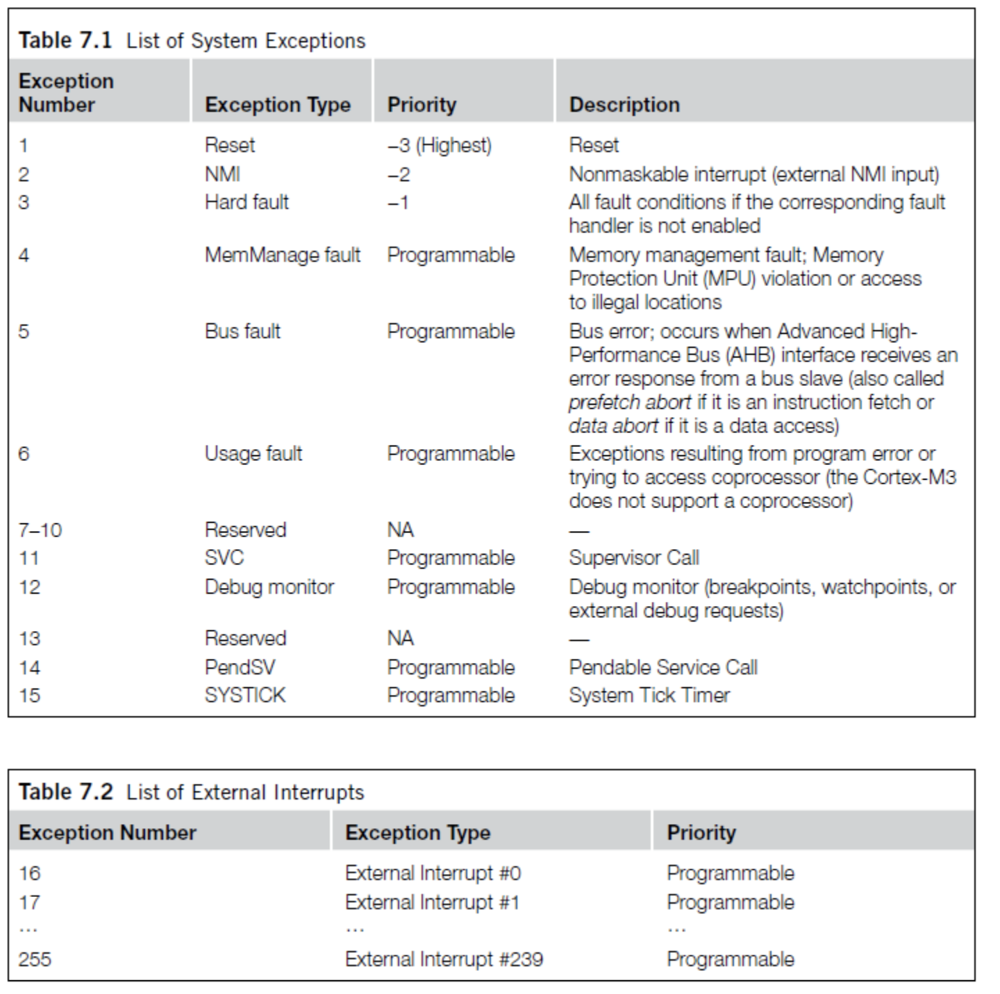 Table 7.1 List of System Exceptions
Exception
Number Exception Type Priority Description
1 Reset −3 (Highest) Reset
2 NMI −2 Nonmaskable interrupt (external NMI input)
3 Hard fault −1 All fault conditions if the corresponding fault
handler is not enabled
4 MemManage fault Programmable Memory management fault; Memory
Protection Unit (MPU) violation or access
to illegal locations
5 Bus fault Programmable Bus error; occurs when Advanced High-
Performance Bus (AHB) interface receives an
error response from a bus slave (also called
prefetch abort if it is an instruction fetch or
data abort if it is a data access)
6 Usage fault Programmable Exceptions resulting from program error or
trying to access coprocessor (the Cortex-M3
does not support a coprocessor)
7–10 Reserved NA —
11 SVC Programmable Supervisor Call
12 Debug monitor Programmable Debug monitor (breakpoints, watchpoints, or
external debug requests)
13 Reserved NA —
14 PendSV Programmable Pendable Service Call
15 SYSTICK Programmable System Tick Timer
Table 7.2 List of External Interrupts
Exception Number Exception Type Priority
16 External Interrupt #0 Programmable
17 External Interrupt #1 Programmable
… … …
255 External Interrupt #239 Programmable